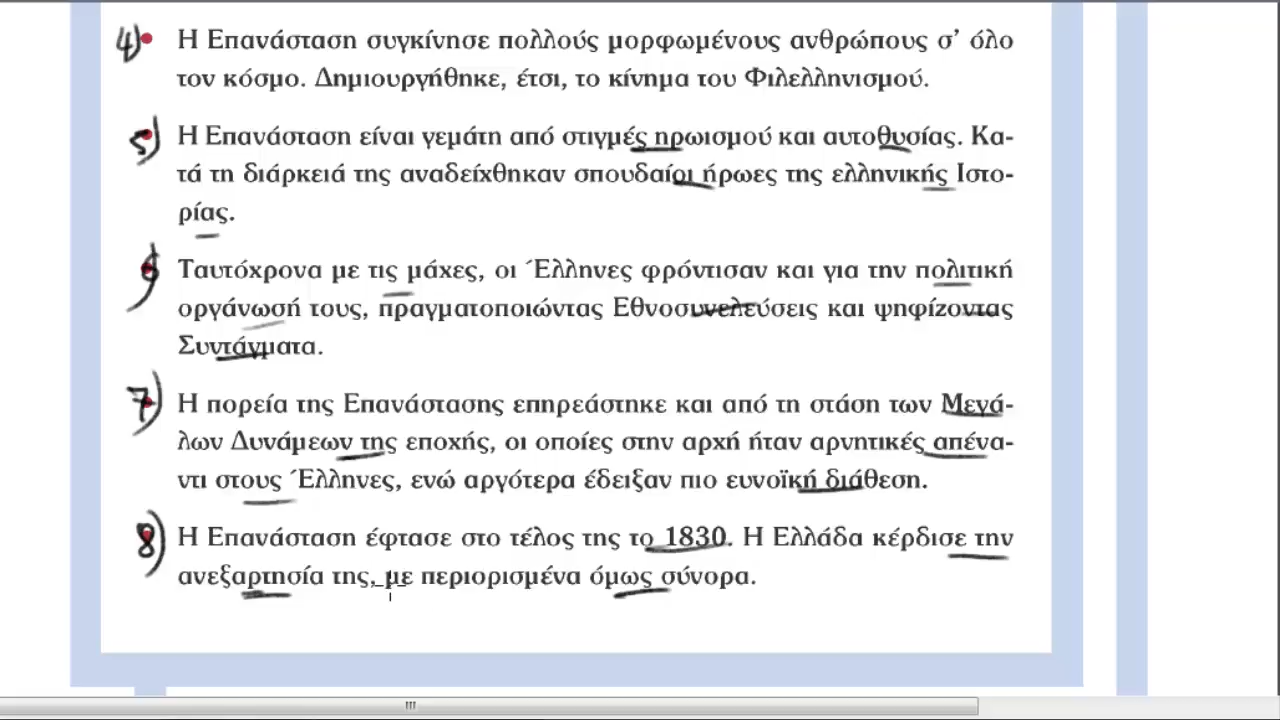 4) Η Επανάσταση συγκίνησε πολλούς μορφωμένους ανθρώπους σ' όλο
τον κόσμο. Δημιουργήθηκε, έτσι, το κίνημα του Φιλελληνισμού.
5) Η Επανάσταση είναι γεμάτη από στιγμές ηρωισμού και αυτοθυσίας. Κα-
τά τη διάρκειά της αναδείχθηκαν σπουδαίοι ήρωες της ελληνικής Ιστο-
ρίας.
6) Ταυτόχρονα με τις μάχες, οι Έλληνες φρόντισαν και για την πολιτική
οργάνωσή τους, πραγματοποιώντας Εθνοσυνελεύσεις και ψηφίζοντας
Συντάγματα.
7) Η πορεία της Επανάστασης επηρεάστηκε και από τη στάση των Μεγά-
λων Δυνάμεων της εποχής, οι οποίες στην αρχή ήταν αρνητικές απένα-
ντι στους Έλληνες, ενώ αργότερα έδειξαν πιο ευνοϊκή διάθεση.
8) Η Επανάσταση έφτασε στο τέλος της το 1830. Η Ελλάδα κέρδισε την
ανεξαρτησία της, με περιορισμένα όμως σύνορα.